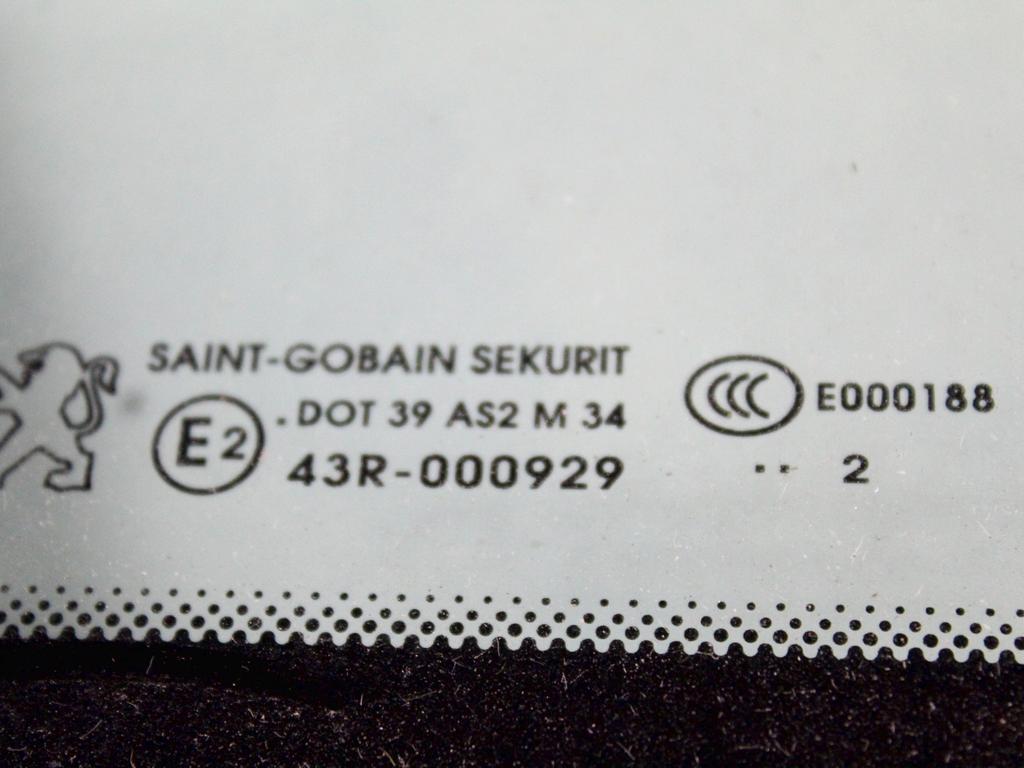 SAINT-GOBAIN SEKURIT
E2 .DOT 39 AS2 M 34
43R-000929
CCC E000188
.. 2